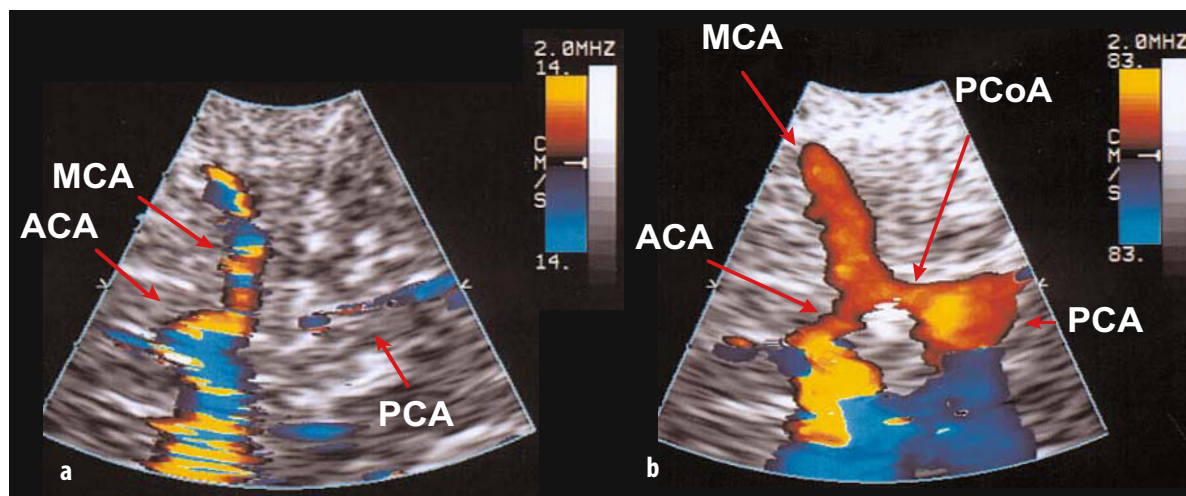 2.0MHZ
14.
CM/S
14.
MCA
ACA
PCA
a
2.0MHZ
83.
CM/S
83.
MCA
PCoA
ACA
PCA
b